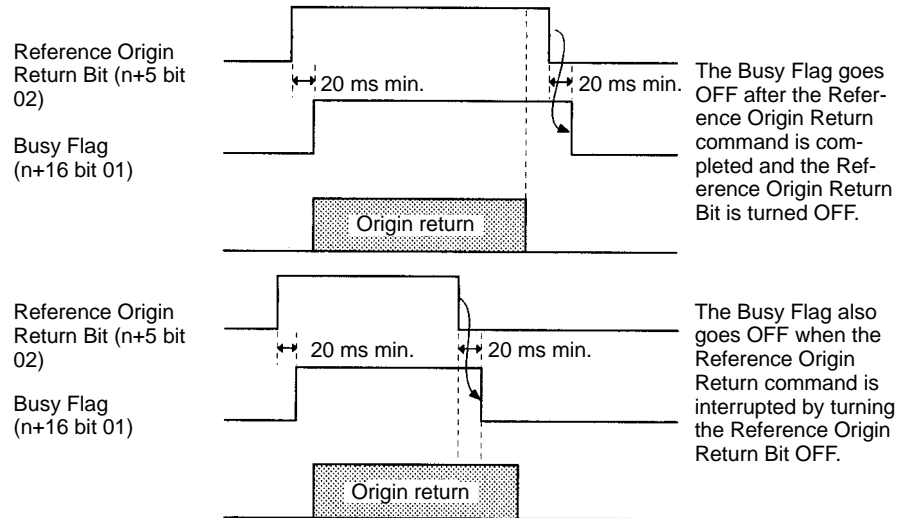 Reference Origin
Return Bit (n+5 bit
02)
20 ms min.
20 ms min.
Busy Flag
(n+16 bit 01)
Origin return
The Busy Flag goes
OFF after the Refer-
ence Origin Return
command is com-
pleted and the Ref-
erence Origin Return
Bit is turned OFF.
Reference Origin
Return Bit (n+5 bit
02)
20 ms min.
20 ms min.
Busy Flag
(n+16 bit 01)
Origin return
The Busy Flag also
goes OFF when the
Reference Origin
Return command is
interrupted by turning
the Reference Origin
Return Bit OFF.